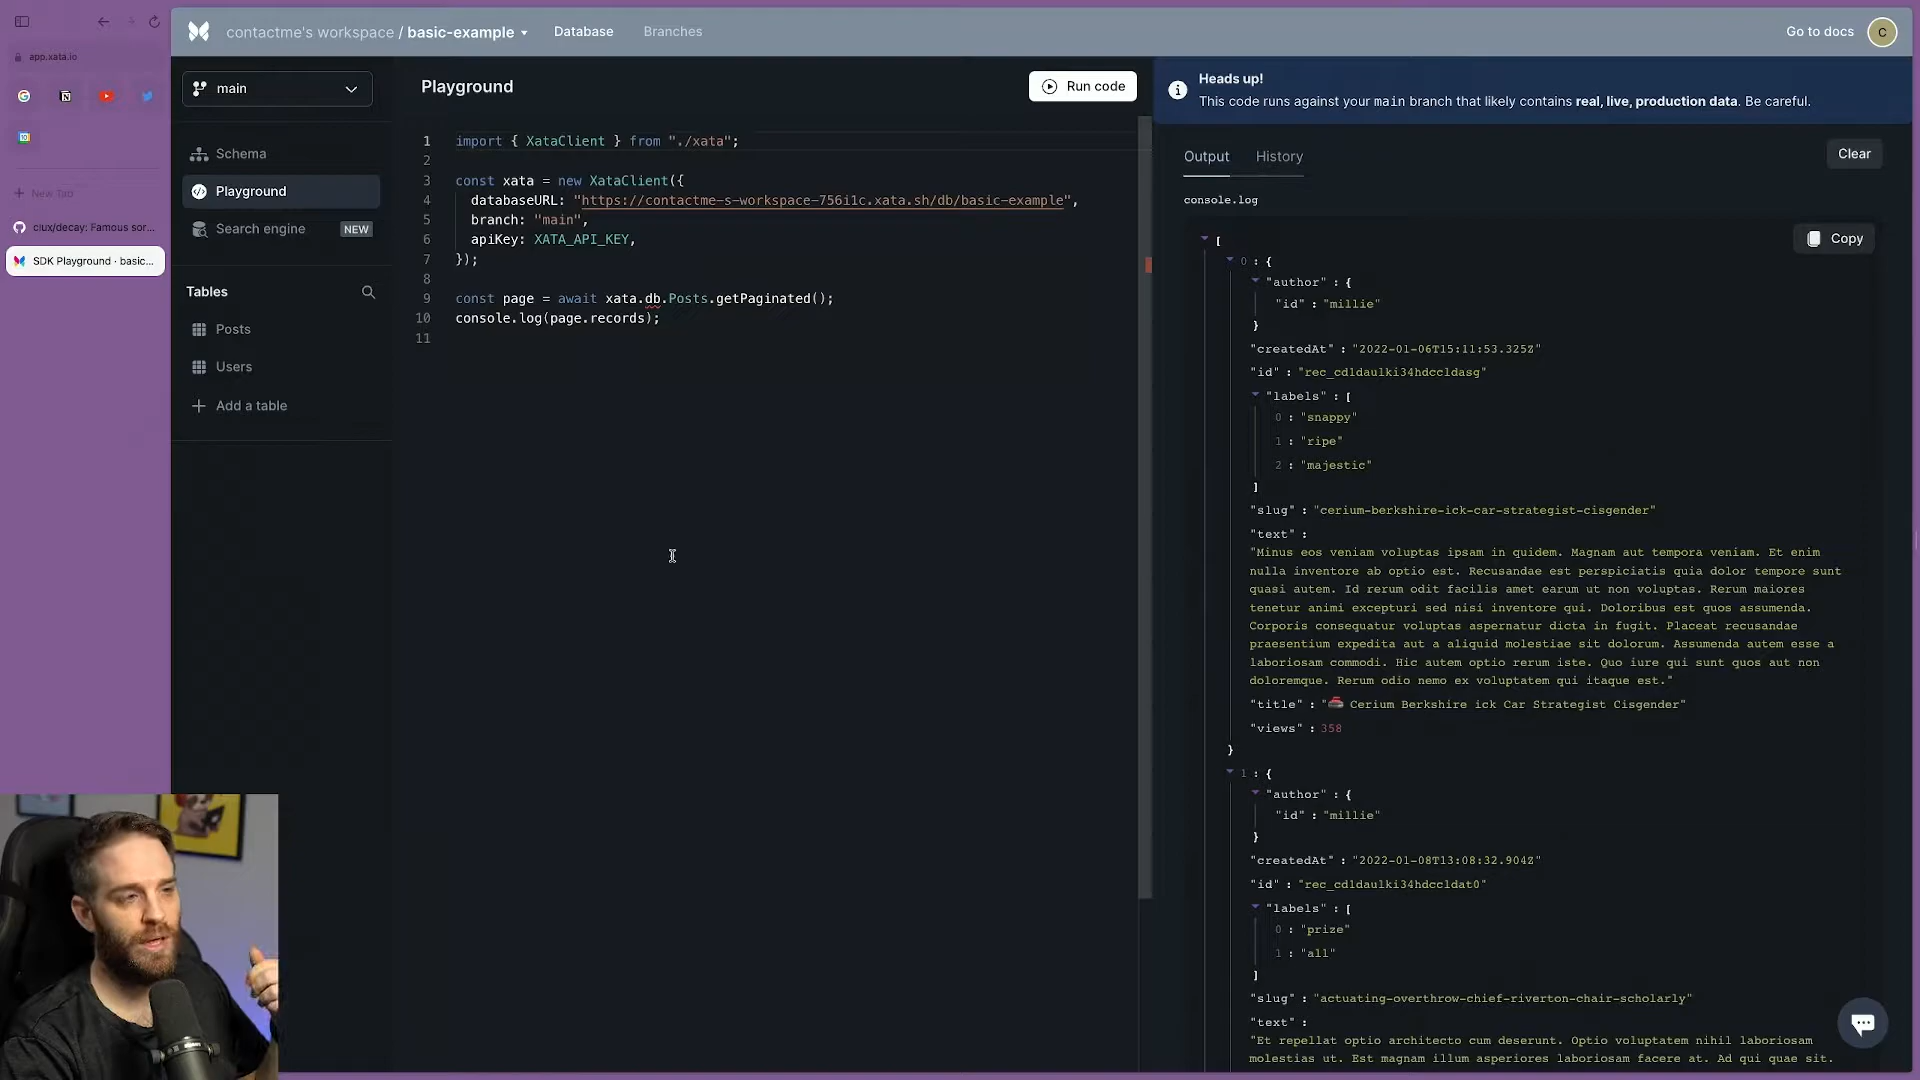 app.xata.io
New Tab
clux/decay: Famous sor...
SDK Playground · basic...
contactme's workspace / basic-example
Database
Branches
Go to docs
C
main
Schema
Playground
Search engine NEW
Tables
Posts
Users
Add a table
Playground
Run code
1 import { XataClient } from "./xata";
2
3 const xata = new XataClient({
4 databaseURL: "https://contactme-s-workspace-756i1c.xata.sh/db/basic-example",
5 branch: "main",
6 apiKey: XATA_API_KEY,
7 });
8
9 const page = await xata.db.Posts.getPaginated();
10 console.log(page.records);
11
Heads up!
This code runs against your main branch that likely contains real, live, production data. Be careful.
Output
History
Clear
console.log
Copy
[
0 : {
"author" : {
"id" : "millie"
}
"createdAt" : "2022-01-06T15:11:53.325Z"
"id" : "rec_cd1daulki34hdccldasg"
"labels" : [
0 : "snappy"
1 : "ripe"
2 : "majestic"
]
"slug" : "cerium-berkshire-ick-car-strategist-cisgender"
"text" :
"Minus eos veniam voluptas ipsam in quidem. Magnam aut tempora veniam. Et enim
nulla inventore ab optio est. Recusandae est perspiciatis quia dolor tempore sunt
quasi autem. Id rerum odit facilis amet earum ut non voluptas. Rerum maiores
tenetur animi excepturi sed nisi inventore qui. Doloribus est quos assumenda.
Corporis consequatur voluptas aspernatur dicta in fugit. Placeat recusandae
praesentium expedita aut a aliquid molestiae sit dolorum. Assumenda autem esse a
laboriosam commodi. Hic autem optio rerum iste. Quo iure qui sunt quos aut non
doloremque. Rerum odio nemo ex voluptatem qui itaque est."
"title" : " Cerium Berkshire ick Car Strategist Cisgender"
"views" : 358
}
1 : {
"author" : {
"id" : "millie"
}
"createdAt" : "2022-01-08T13:08:32.904Z"
"id" : "rec_cd1daulki34hdccldat0"
"labels" : [
0 : "prize"
1 : "all"
]
"slug" : "actuating-overthrow-chief-riverton-chair-scholarly"
"text" :
"Et repellat optio architecto cum deserunt. Optio voluptatem nihil laboriosam
molestias ut. Est magnam illum asperiores laboriosam facere at. Ad qui quae sit.